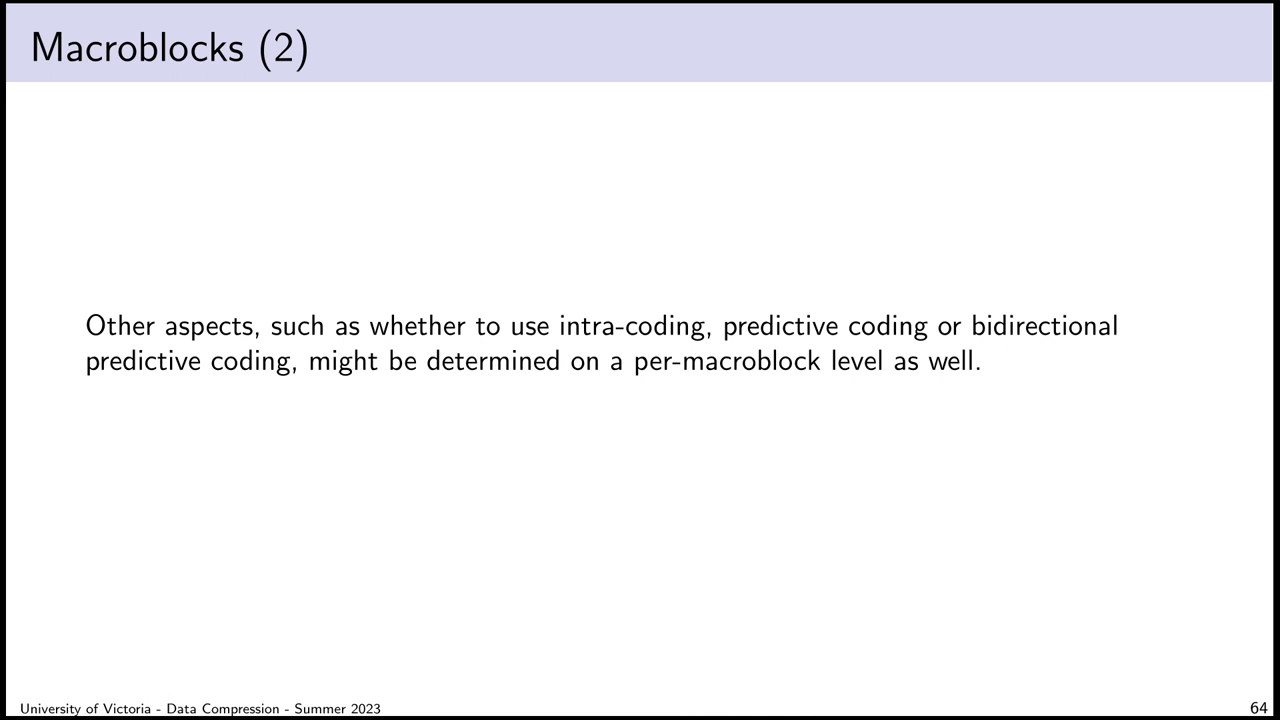 Macroblocks (2)
Other aspects, such as whether to use intra-coding, predictive coding or bidirectional
predictive coding, might be determined on a per-macroblock level as well.
University of Victoria - Data Compression - Summer 2023
64